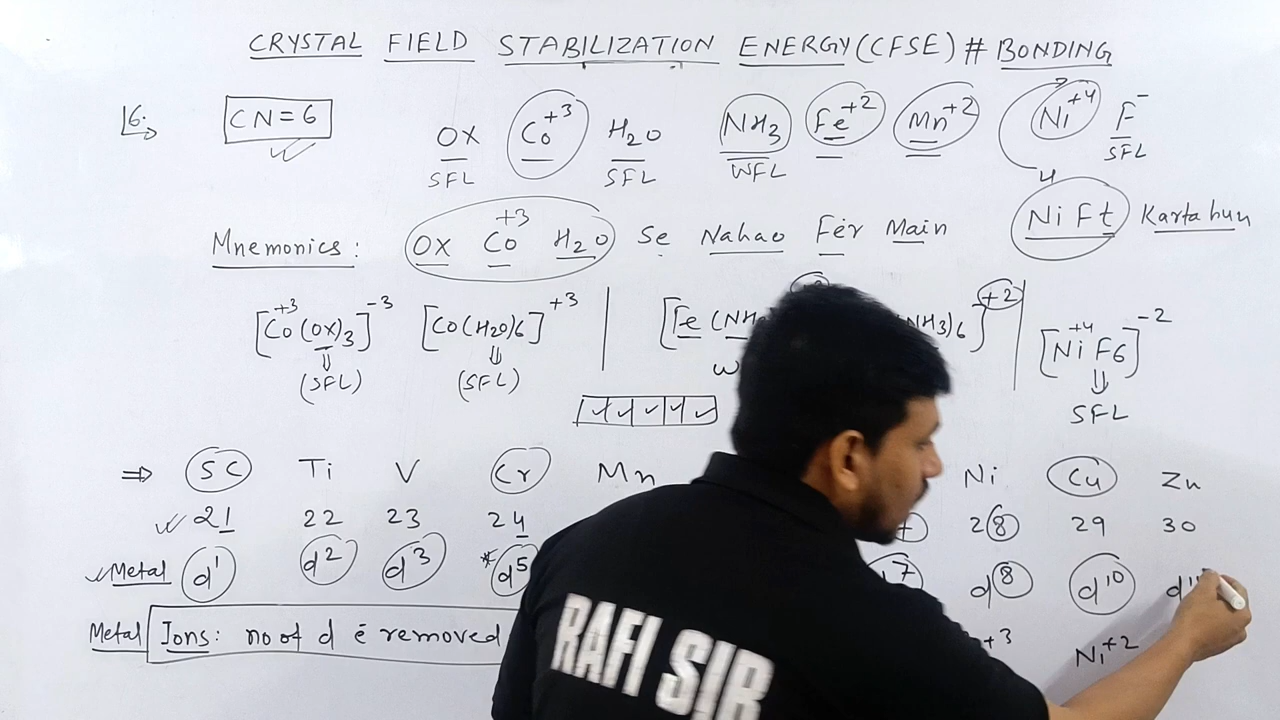 CRYSTAL FIELD STABILIZATION ENERGY (CFSE) # BONDING
16. CN = 6 OX Co+3 H2O NH3 Fe+2 Mn+2 Ni+4 F-
SFL SFL WFL SFL
Mnemonics: OX Co+3 H2O Se Nahao Fer Main NiFt Kartahun
[Co+3(OX)3]-3 [Co(H2O)6]+3 [Fe (NH3)6]+2 [Ni+4F6]-2
(SFL) (SFL) W SFL
⇒ SC Ti V Cr Mn Ni Cu Zn
21 22 23 24 28 29 30
Metal d1 d2 d3 *d5 d7 d8 d10
Metal Ions: no of d ē removed +3 Ni+2
RAFI SIR